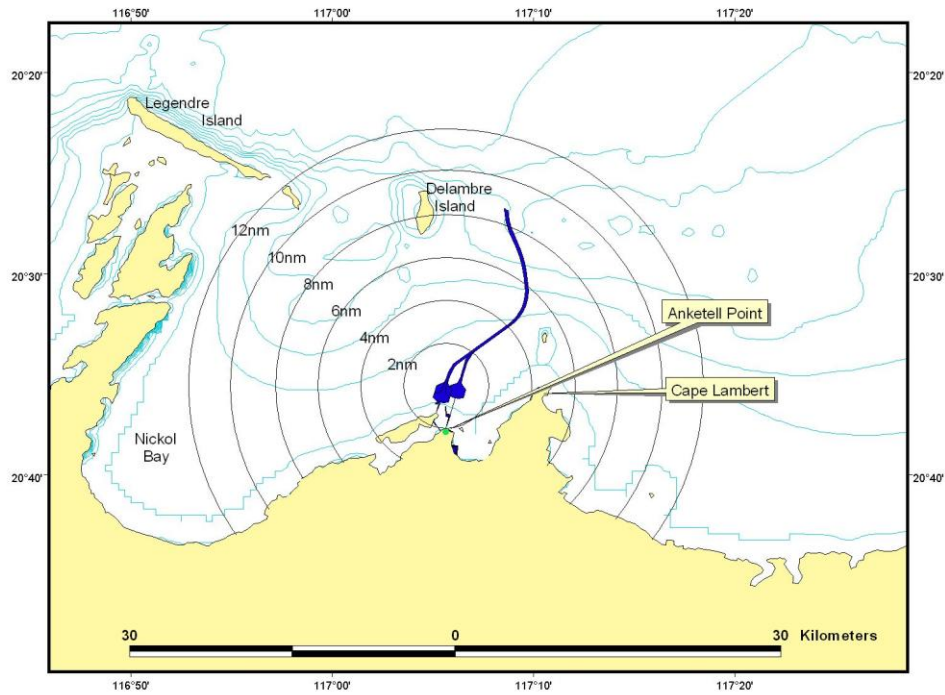 116°50' 117°00' 117°10' 117°20'
20°20' 20°20'
Legendre
Island
Delambre
Island
12nm
10nm
20°30' 20°30'
8nm
6nm
Anketell Point
4nm
2nm
Cape Lambert
Nickol
Bay
20°40' 20°40'
30 0 30 Kilometers
116°50' 117°00' 117°10' 117°20'